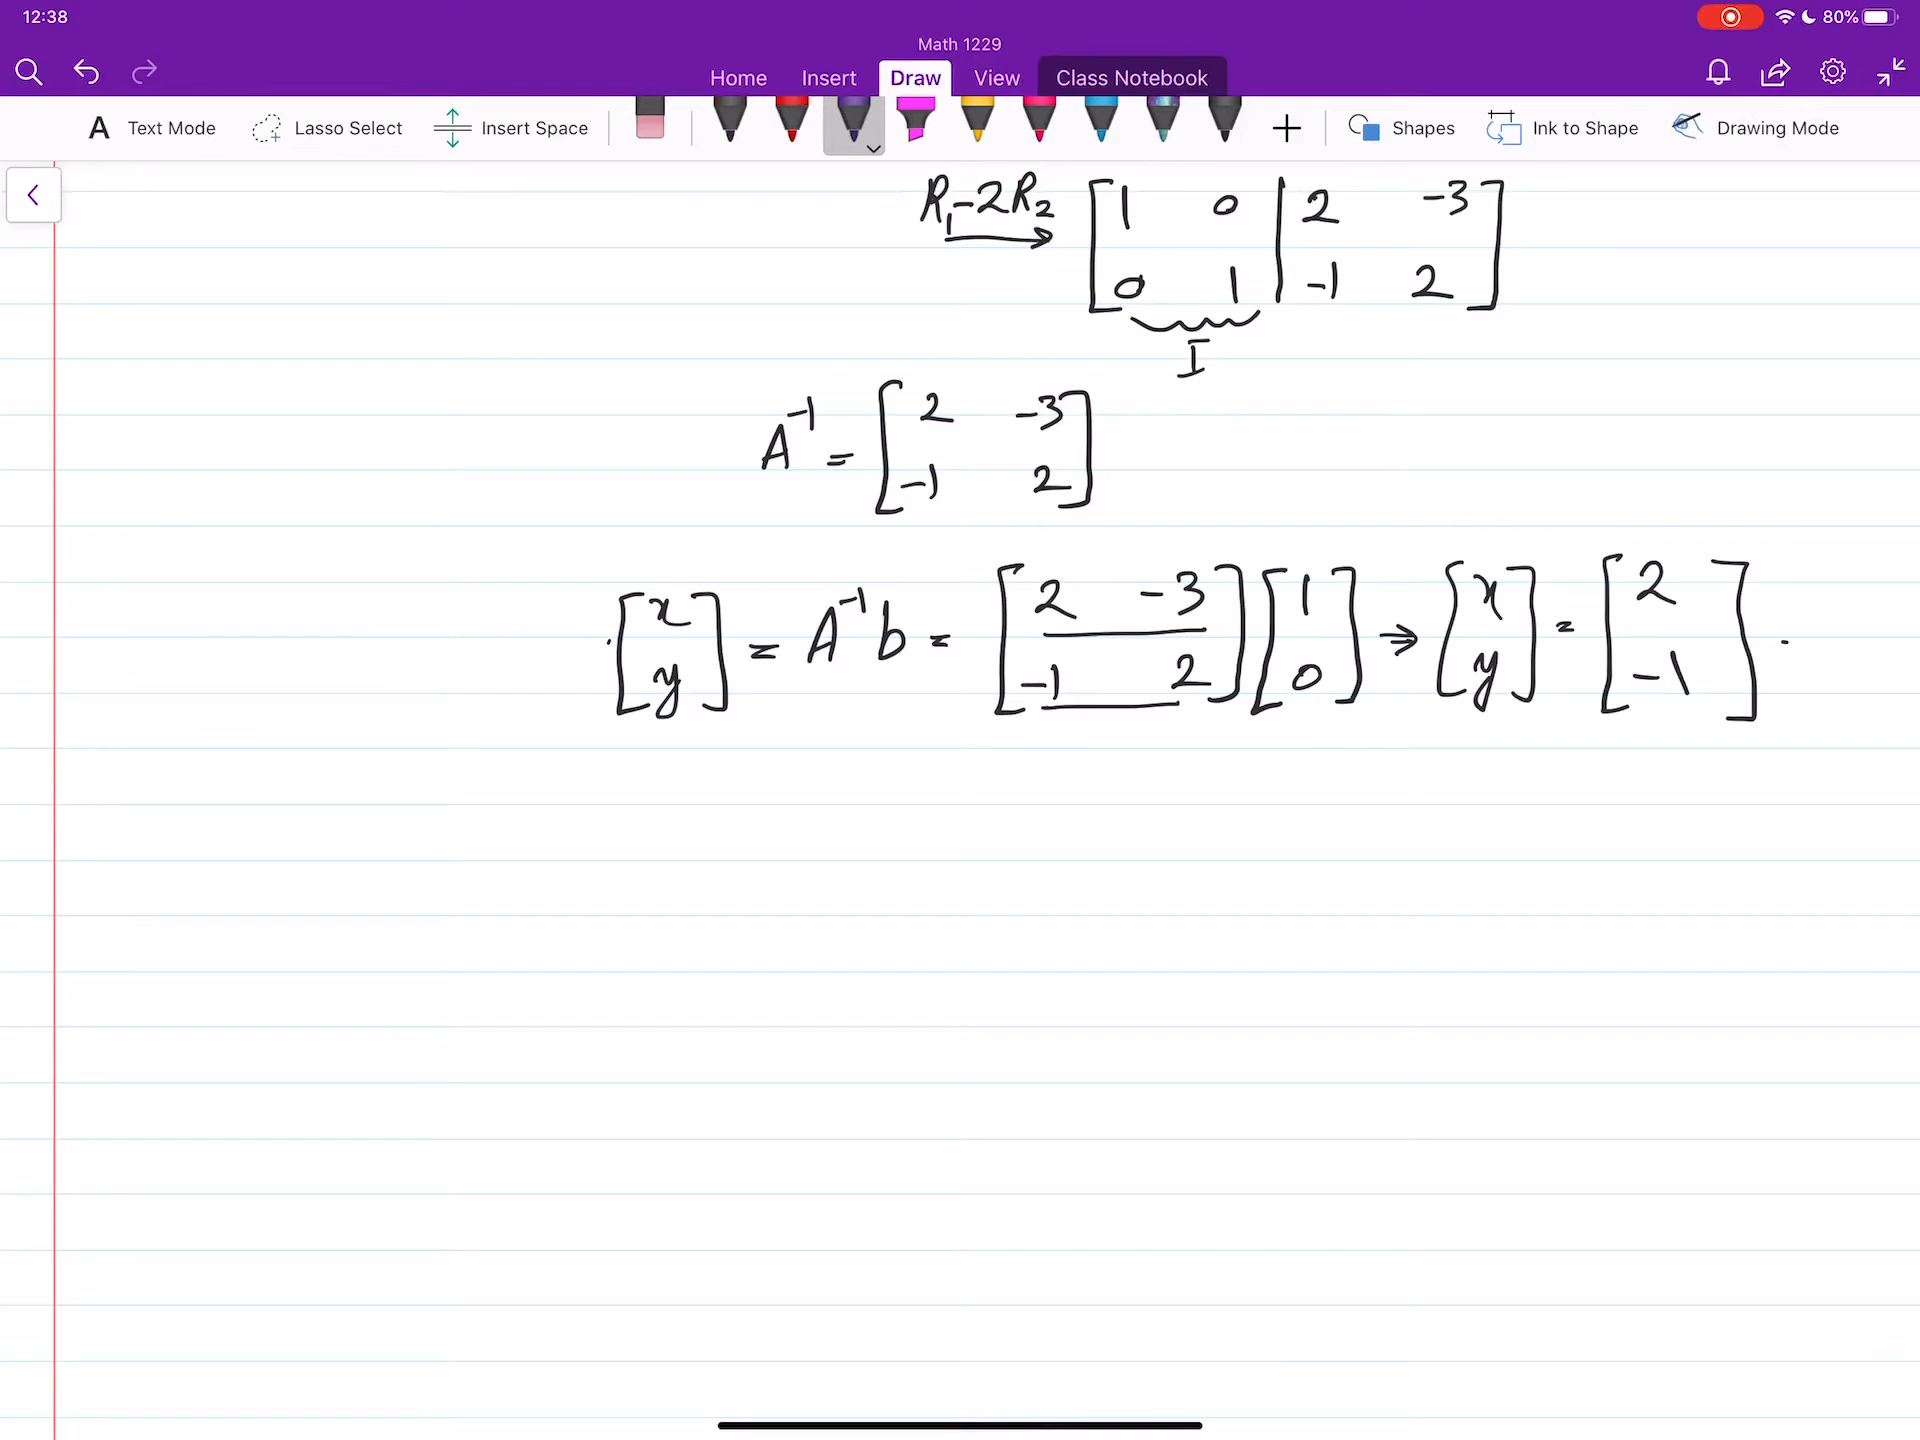 12:38
80%
Math 1229
Home Insert Draw View Class Notebook
Text Mode Lasso Select Insert Space Shapes Ink to Shape Drawing Mode
R₁-2R₂ [1 0 | 2 -3]
[0 1 | -1 2]
I
A⁻¹ = [2 -3]
[-1 2]
[x] = A⁻¹b = [2 -3] [1] → [x] = [2]
[y] [-1 2] [0] [y] [-1] .